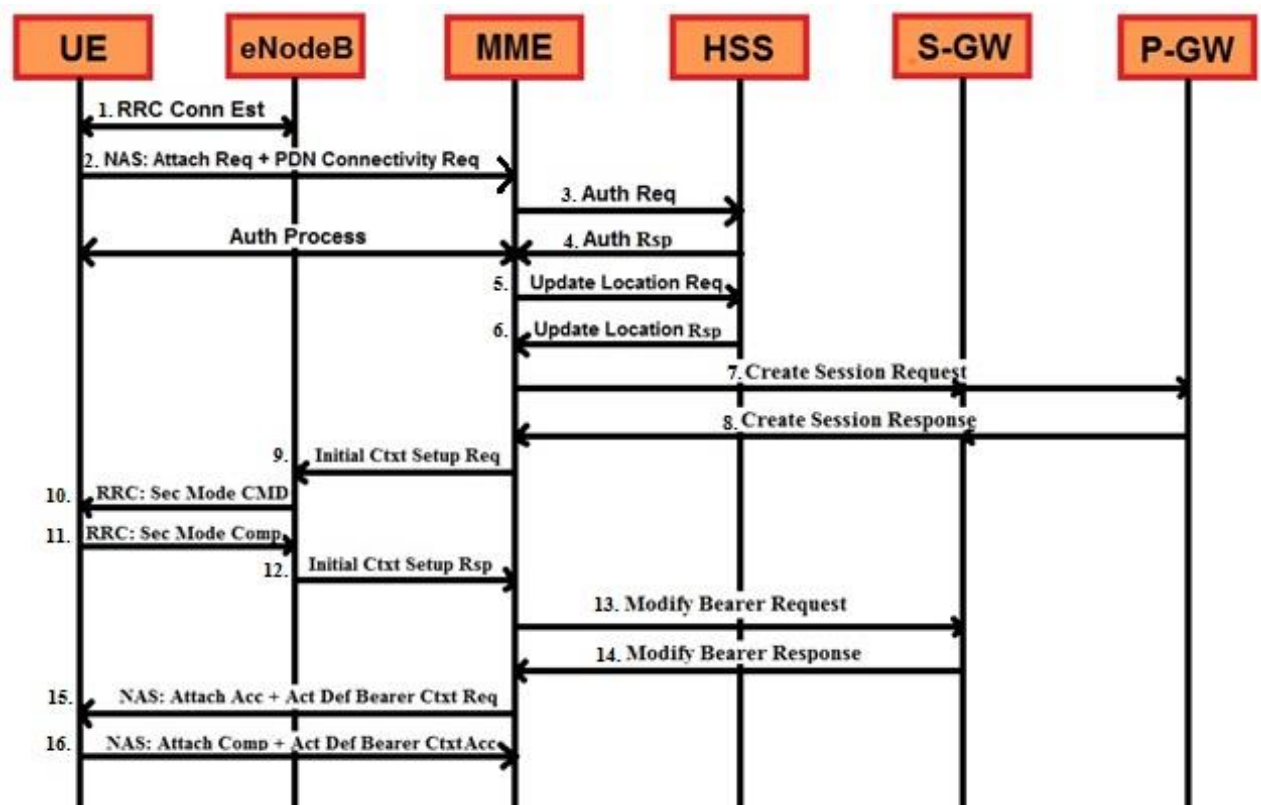 UE
eNodeB
MME
HSS
S-GW
P-GW
1. RRC Conn Est
2. NAS: Attach Req + PDN Connectivity Req
3. Auth Req
Auth Process
4. Auth Rsp
5. Update Location Req
6. Update Location Rsp
7. Create Session Request
8. Create Session Response
9. Initial Ctxt Setup Req
10. RRC: Sec Mode CMD
11. RRC: Sec Mode Comp
12. Initial Ctxt Setup Rsp
13. Modify Bearer Request
14. Modify Bearer Response
15. NAS: Attach Acc + Act Def Bearer Ctxt Req
16. NAS: Attach Comp + Act Def Bearer Ctxt Acc